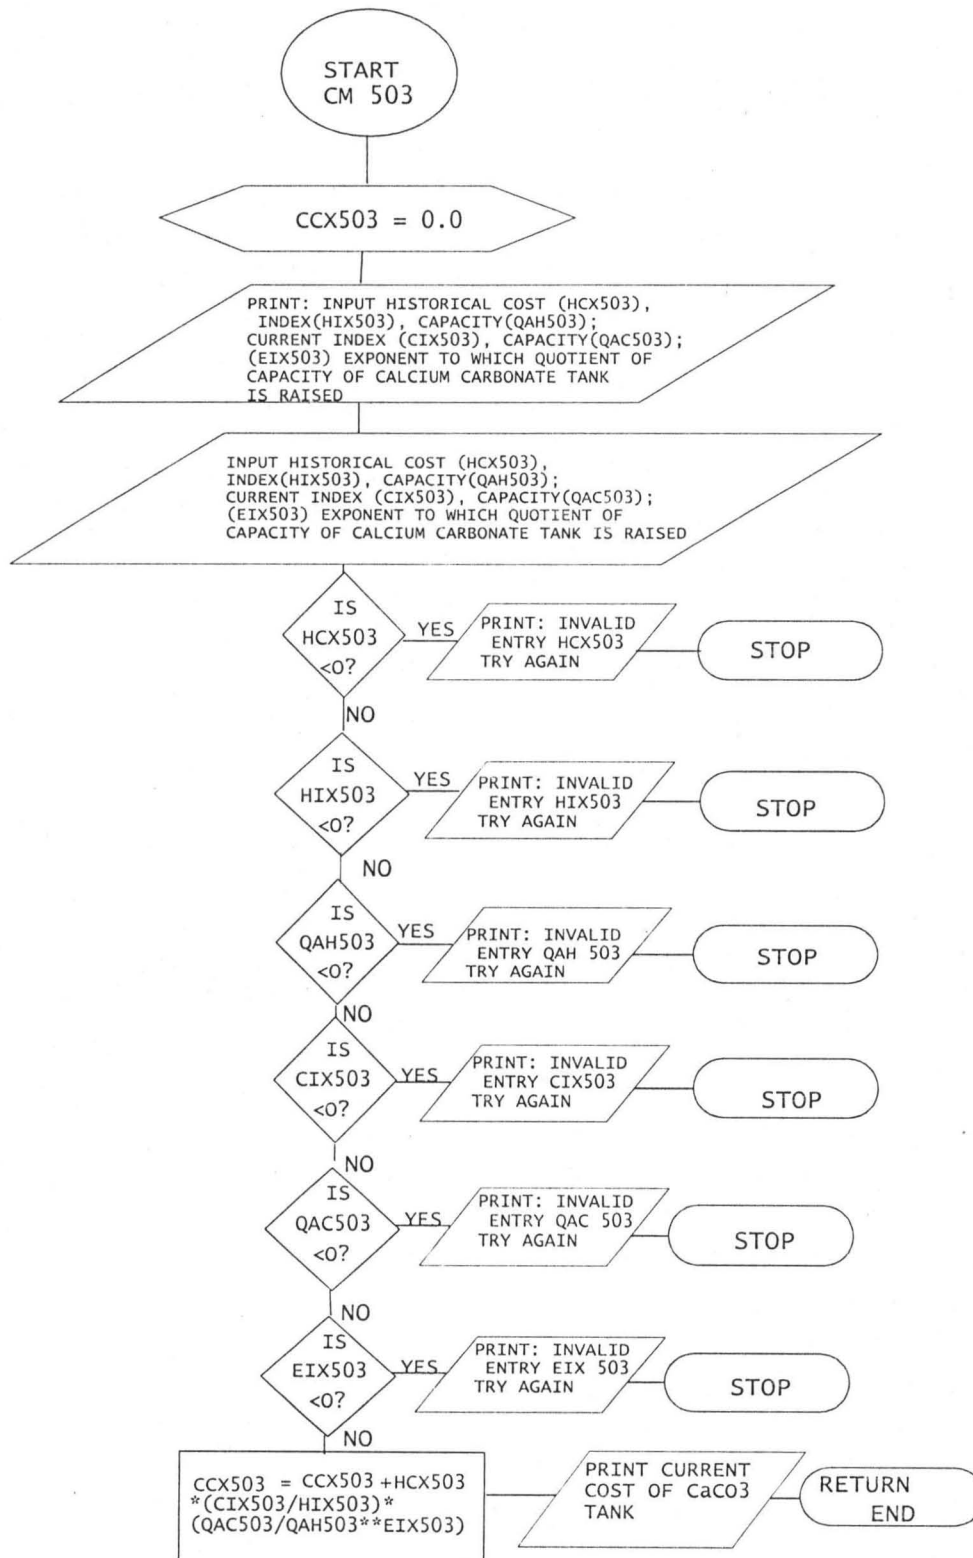 START
CM 503
CCX503 = 0.0
PRINT: INPUT HISTORICAL COST (HCX503),
INDEX(HIX503), CAPACITY(QAH503);
CURRENT INDEX (CIX503), CAPACITY(QAC503);
(EIX503) EXPONENT TO WHICH QUOTIENT OF
CAPACITY OF CALCIUM CARBONATE TANK
IS RAISED
INPUT HISTORICAL COST (HCX503),
INDEX(HIX503), CAPACITY(QAH503);
CURRENT INDEX (CIX503), CAPACITY(QAC503);
(EIX503) EXPONENT TO WHICH QUOTIENT OF
CAPACITY OF CALCIUM CARBONATE TANK IS RAISED
IS
HCX503
<0?
YES
PRINT: INVALID
ENTRY HCX503
TRY AGAIN
STOP
NO
IS
HIX503
<0?
YES
PRINT: INVALID
ENTRY HIX503
TRY AGAIN
STOP
NO
IS
QAH503
<0?
YES
PRINT: INVALID
ENTRY QAH 503
TRY AGAIN
STOP
NO
IS
CIX503
<0?
YES
PRINT: INVALID
ENTRY CIX503
TRY AGAIN
STOP
NO
IS
QAC503
<0?
YES
PRINT: INVALID
ENTRY QAC 503
TRY AGAIN
STOP
NO
IS
EIX503
<0?
YES
PRINT: INVALID
ENTRY EIX 503
TRY AGAIN
STOP
NO
CCX503 = CCX503 +HCX503
*(CIX503/HIX503)*
(QAC503/QAH503**EIX503)
PRINT CURRENT
COST OF CaCO3
TANK
RETURN
END